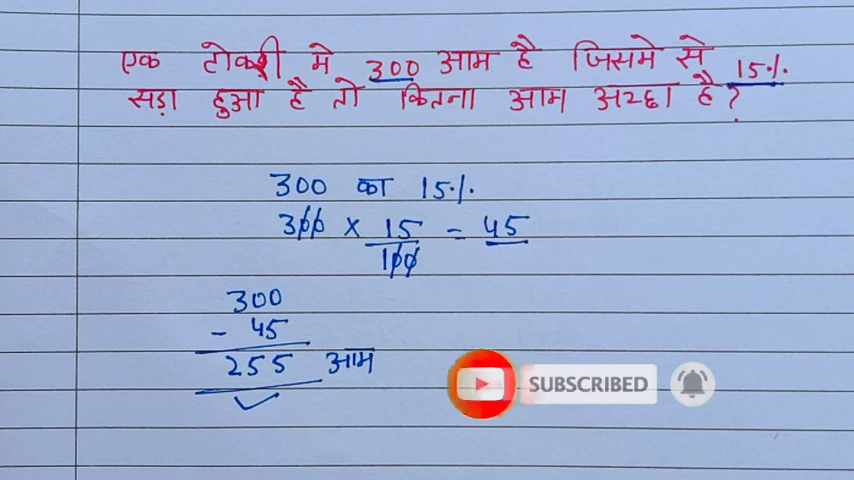 एक टोकरी मे 300 आम है जिसमे से 15%
सड़ा हुआ है तो कितना आम अच्छा है?
300 का 15%
300 x 15/100 = 45
300
- 45
255 आम
SUBSCRIBED